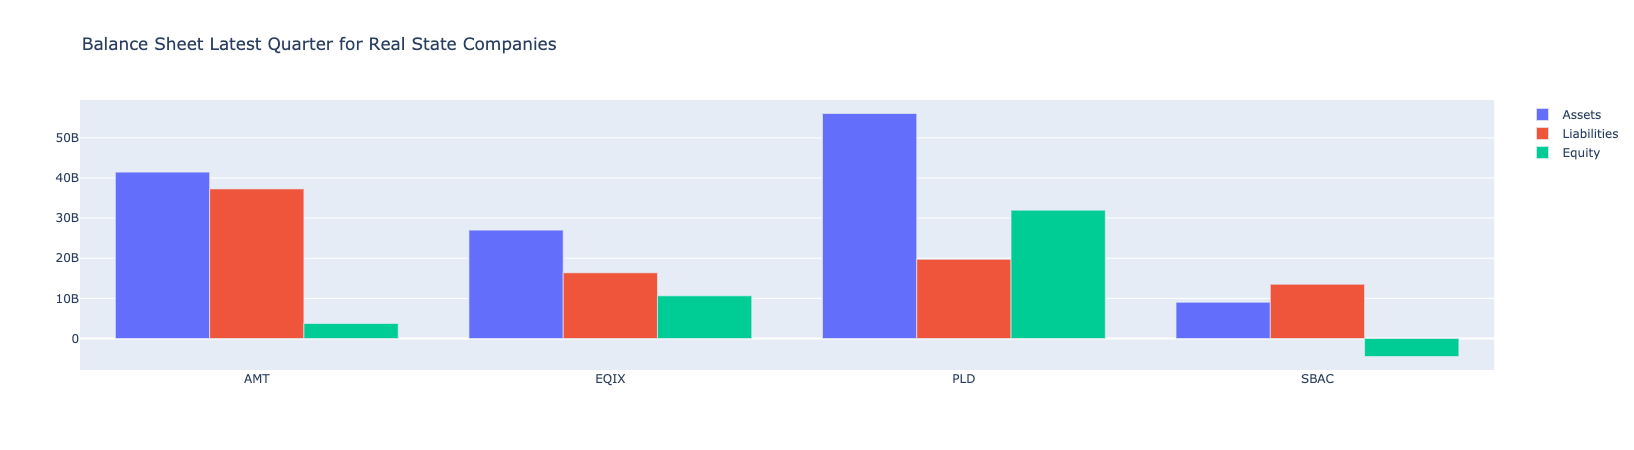 Balance Sheet Latest Quarter for Real State Companies
Assets
Liabilities
Equity
50B
40B
30B
20B
10B
0
AMT
EQIX
PLD
SBAC